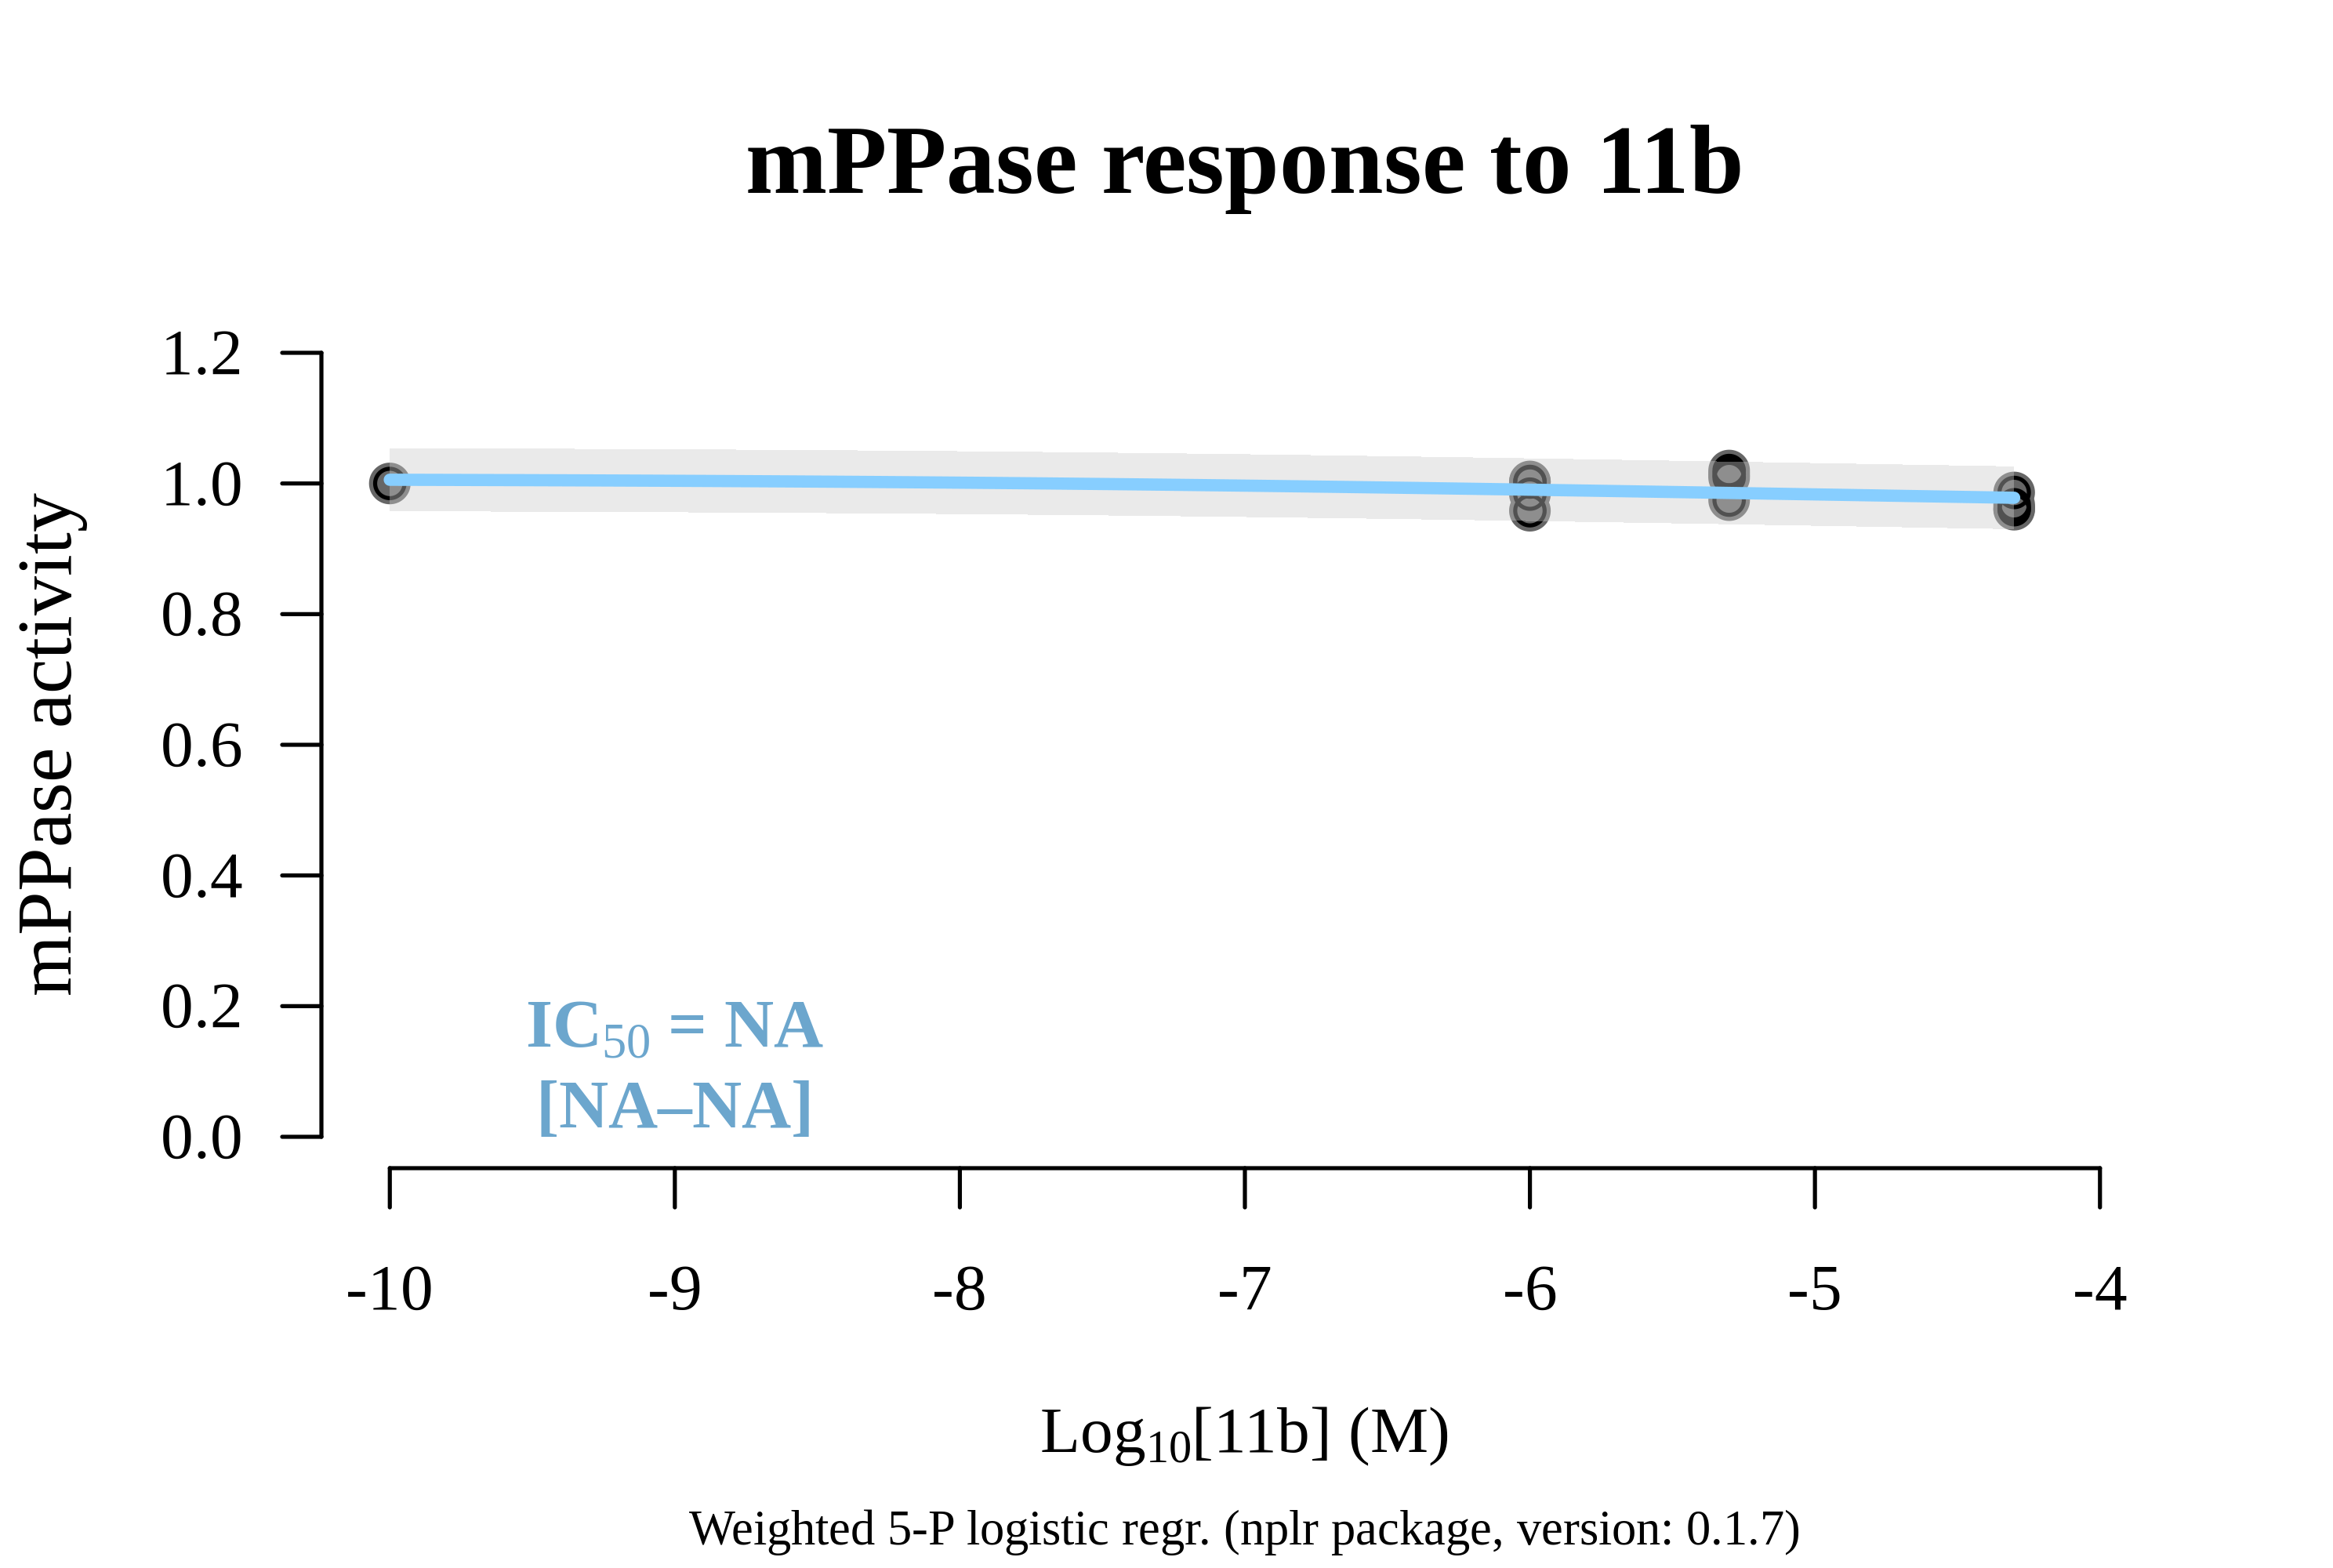 mPPase response to 11b
mPPase activity
1.2
1.0
0.8
0.6
0.4
0.2
0.0
IC50 = NA
[NA–NA]
-10 -9 -8 -7 -6 -5 -4
Log10[11b] (M)
Weighted 5-P logistic regr. (nplr package, version: 0.1.7)